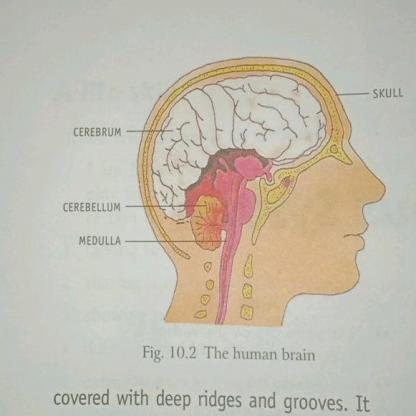 SKULL
CEREBRUM
CEREBELLUM
MEDULLA
Fig. 10.2 The human brain
covered with deep ridges and grooves. It